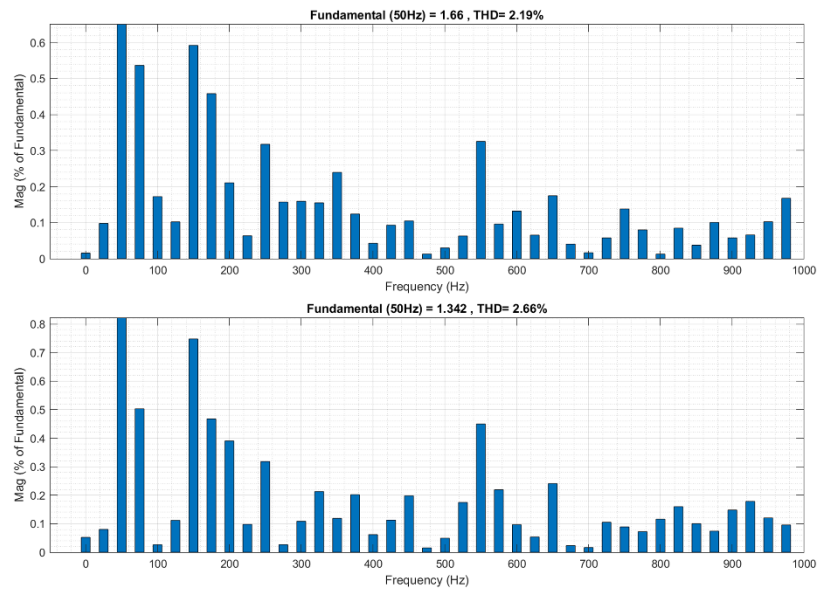 Fundamental (50Hz) = 1.66 , THD= 2.19%
Mag (% of Fundamental)
0.6
0.5
0.4
0.3
0.2
0.1
0
0 100 200 300 400 500 600 700 800 900 1000
Frequency (Hz)
Fundamental (50Hz) = 1.342 , THD= 2.66%
Mag (% of Fundamental)
0.8
0.7
0.6
0.5
0.4
0.3
0.2
0.1
0
0 100 200 300 400 500 600 700 800 900 1000
Frequency (Hz)